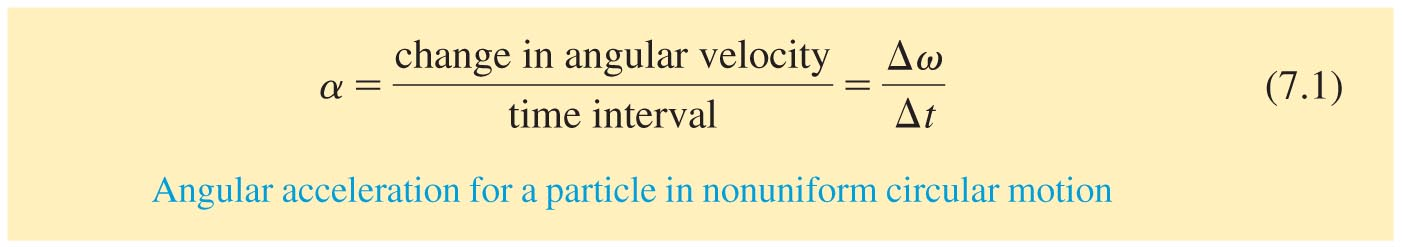 α = change in angular velocity / time interval = Δω / Δt (7.1)
Angular acceleration for a particle in nonuniform circular motion